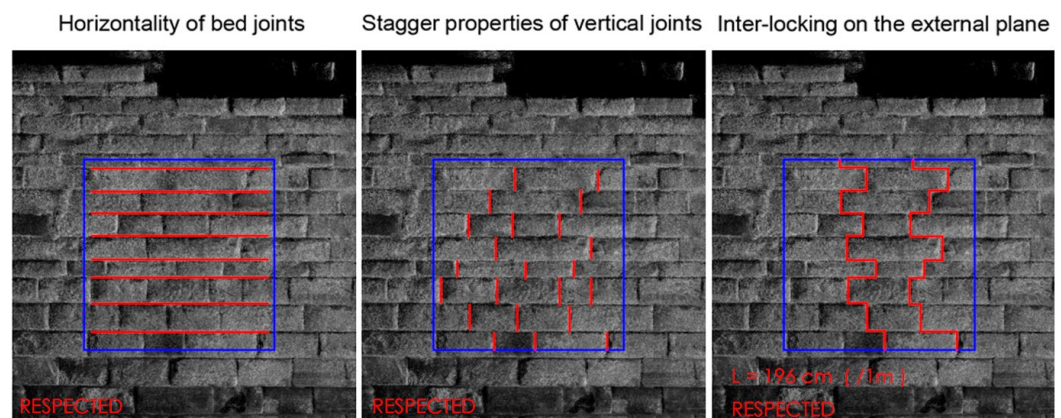 Horizontality of bed joints
Stagger properties of vertical joints
Inter-locking on the external plane
RESPECTED
RESPECTED
L = 196 cm ( /1m )
RESPECTED